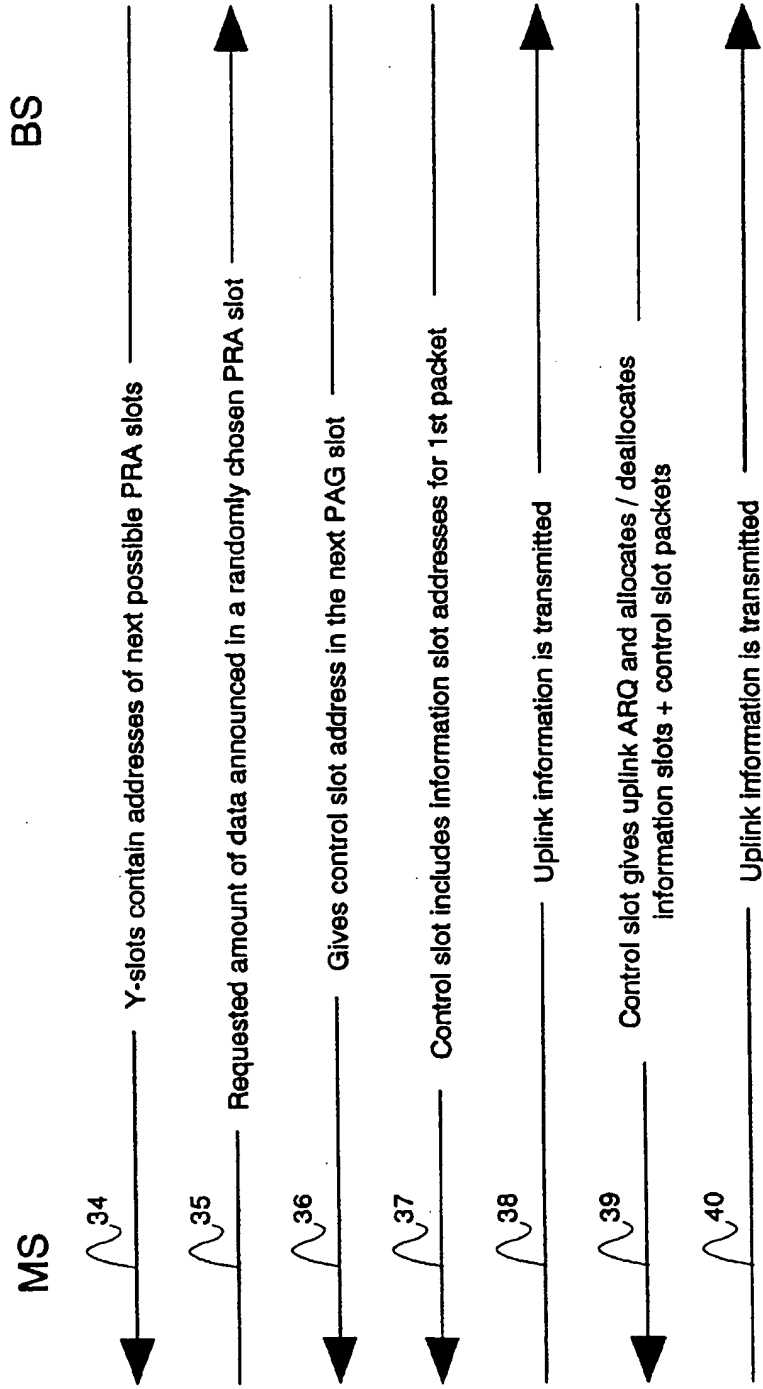 MS
BS
34
Y-slots contain addresses of next possible PRA slots
35
Requested amount of data announced in a randomly chosen PRA slot
36
Gives control slot address in the next PAG slot
37
Control slot includes information slot addresses for 1st packet
38
Uplink information is transmitted
39
Control slot gives uplink ARQ and allocates / deallocates
information slots + control slot packets
40
Uplink information is transmitted